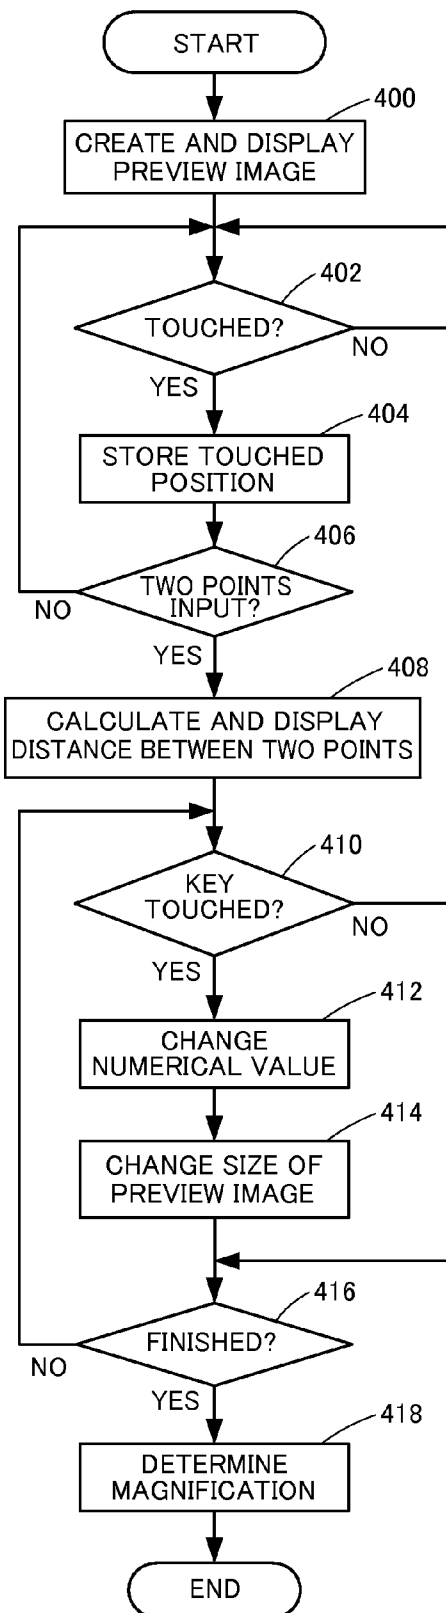 START
400
CREATE AND DISPLAY
PREVIEW IMAGE
402
TOUCHED?
NO
YES
404
STORE TOUCHED
POSITION
406
TWO POINTS
INPUT?
NO
YES
408
CALCULATE AND DISPLAY
DISTANCE BETWEEN TWO POINTS
410
KEY
TOUCHED?
NO
YES
412
CHANGE
NUMERICAL VALUE
414
CHANGE SIZE OF
PREVIEW IMAGE
416
FINISHED?
NO
YES
418
DETERMINE
MAGNIFICATION
END